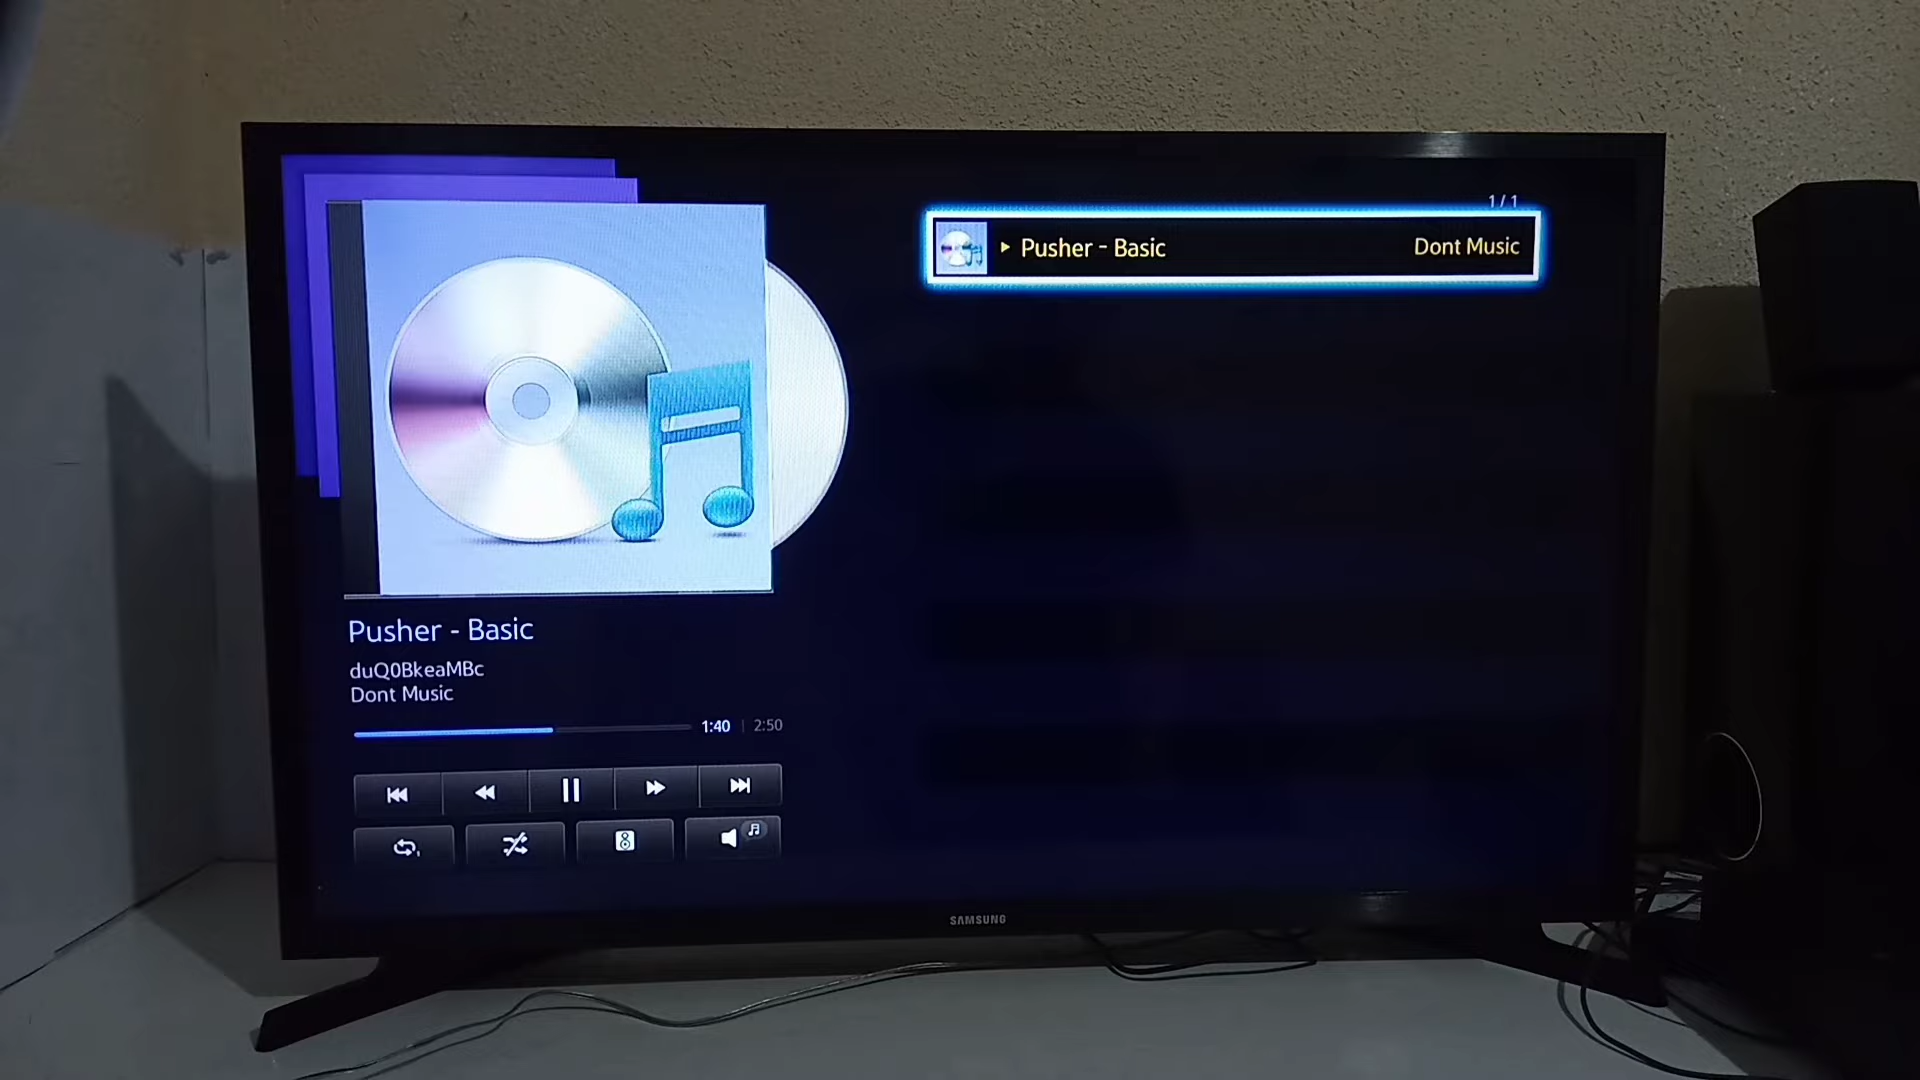 1/1
Pusher - Basic Dont Music
Pusher - Basic
duQ0BkeaMBc
Dont Music
1:40 | 2:50
SAMSUNG